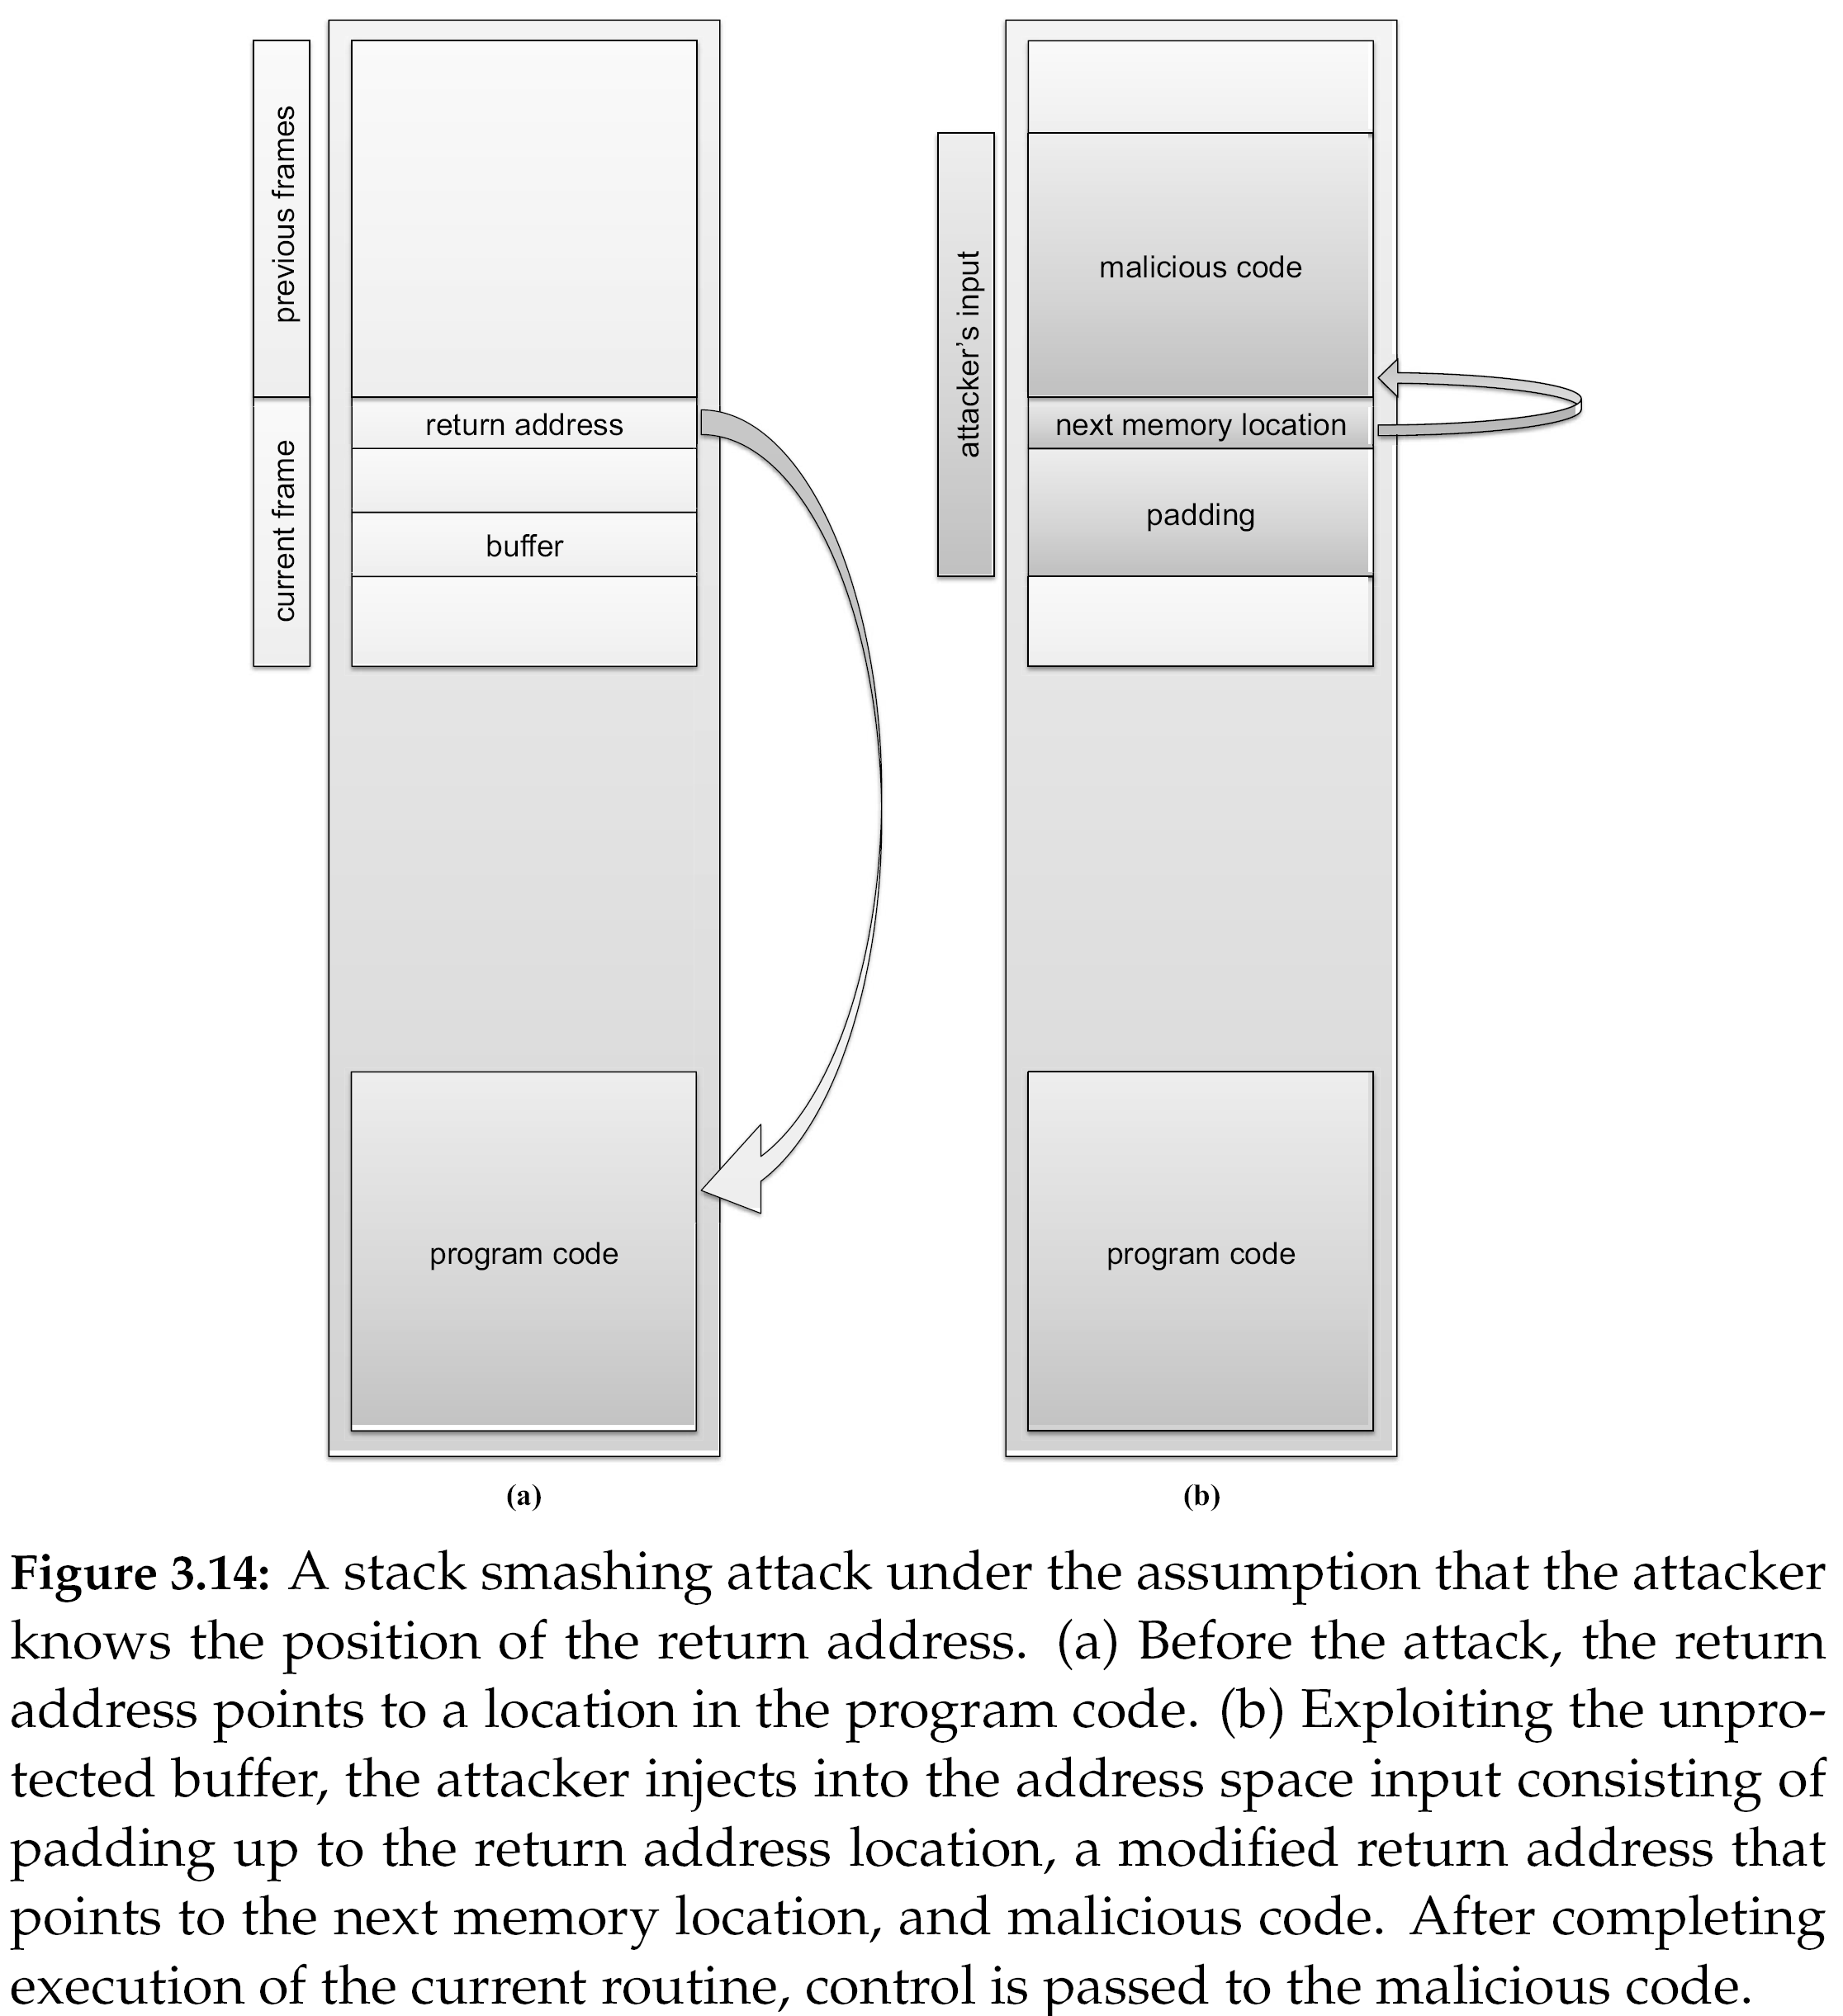 previous frames
current frame
return address
buffer
program code
(a)
attacker’s input
malicious code
next memory location
padding
program code
(b)
Figure 3.14: A stack smashing attack under the assumption that the attacker
knows the position of the return address. (a) Before the attack, the return
address points to a location in the program code. (b) Exploiting the unpro-
tected buffer, the attacker injects into the address space input consisting of
padding up to the return address location, a modified return address that
points to the next memory location, and malicious code. After completing
execution of the current routine, control is passed to the malicious code.